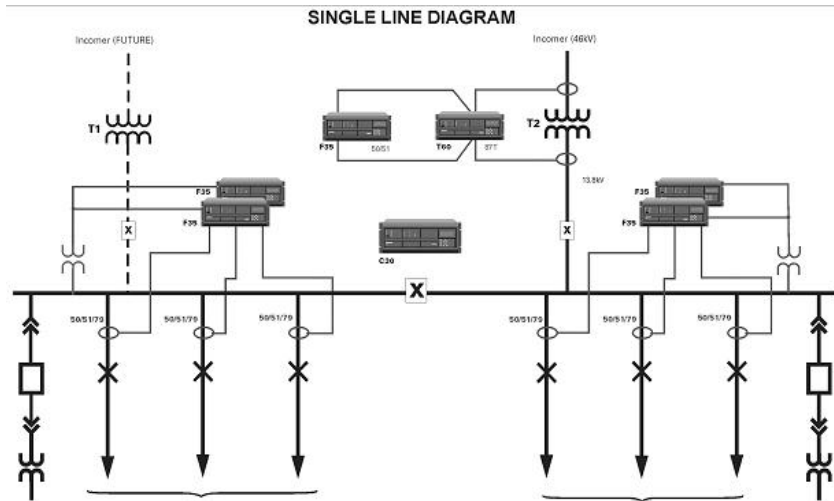 SINGLE LINE DIAGRAM
Incomer (FUTURE)
Incomer (46kV)
T1
T2
F35
50/51
T60
87T
13.8kV
F35
F35
F35
F35
C30
X
X
X
50/51/79
50/51/79
50/51/79
50/51/79
50/51/79
50/51/79